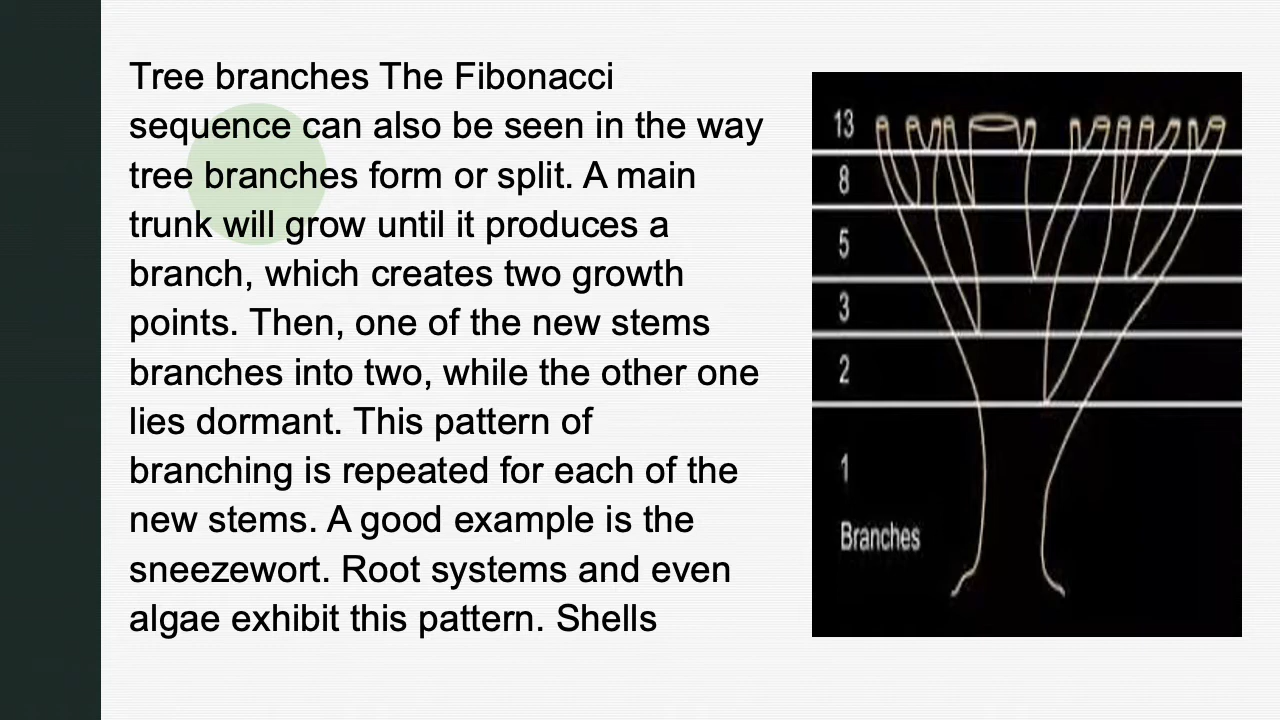 Tree branches The Fibonacci
sequence can also be seen in the way
tree branches form or split. A main
trunk will grow until it produces a
branch, which creates two growth
points. Then, one of the new stems
branches into two, while the other one
lies dormant. This pattern of
branching is repeated for each of the
new stems. A good example is the
sneezewort. Root systems and even
algae exhibit this pattern. Shells
13
8
5
3
2
1
Branches